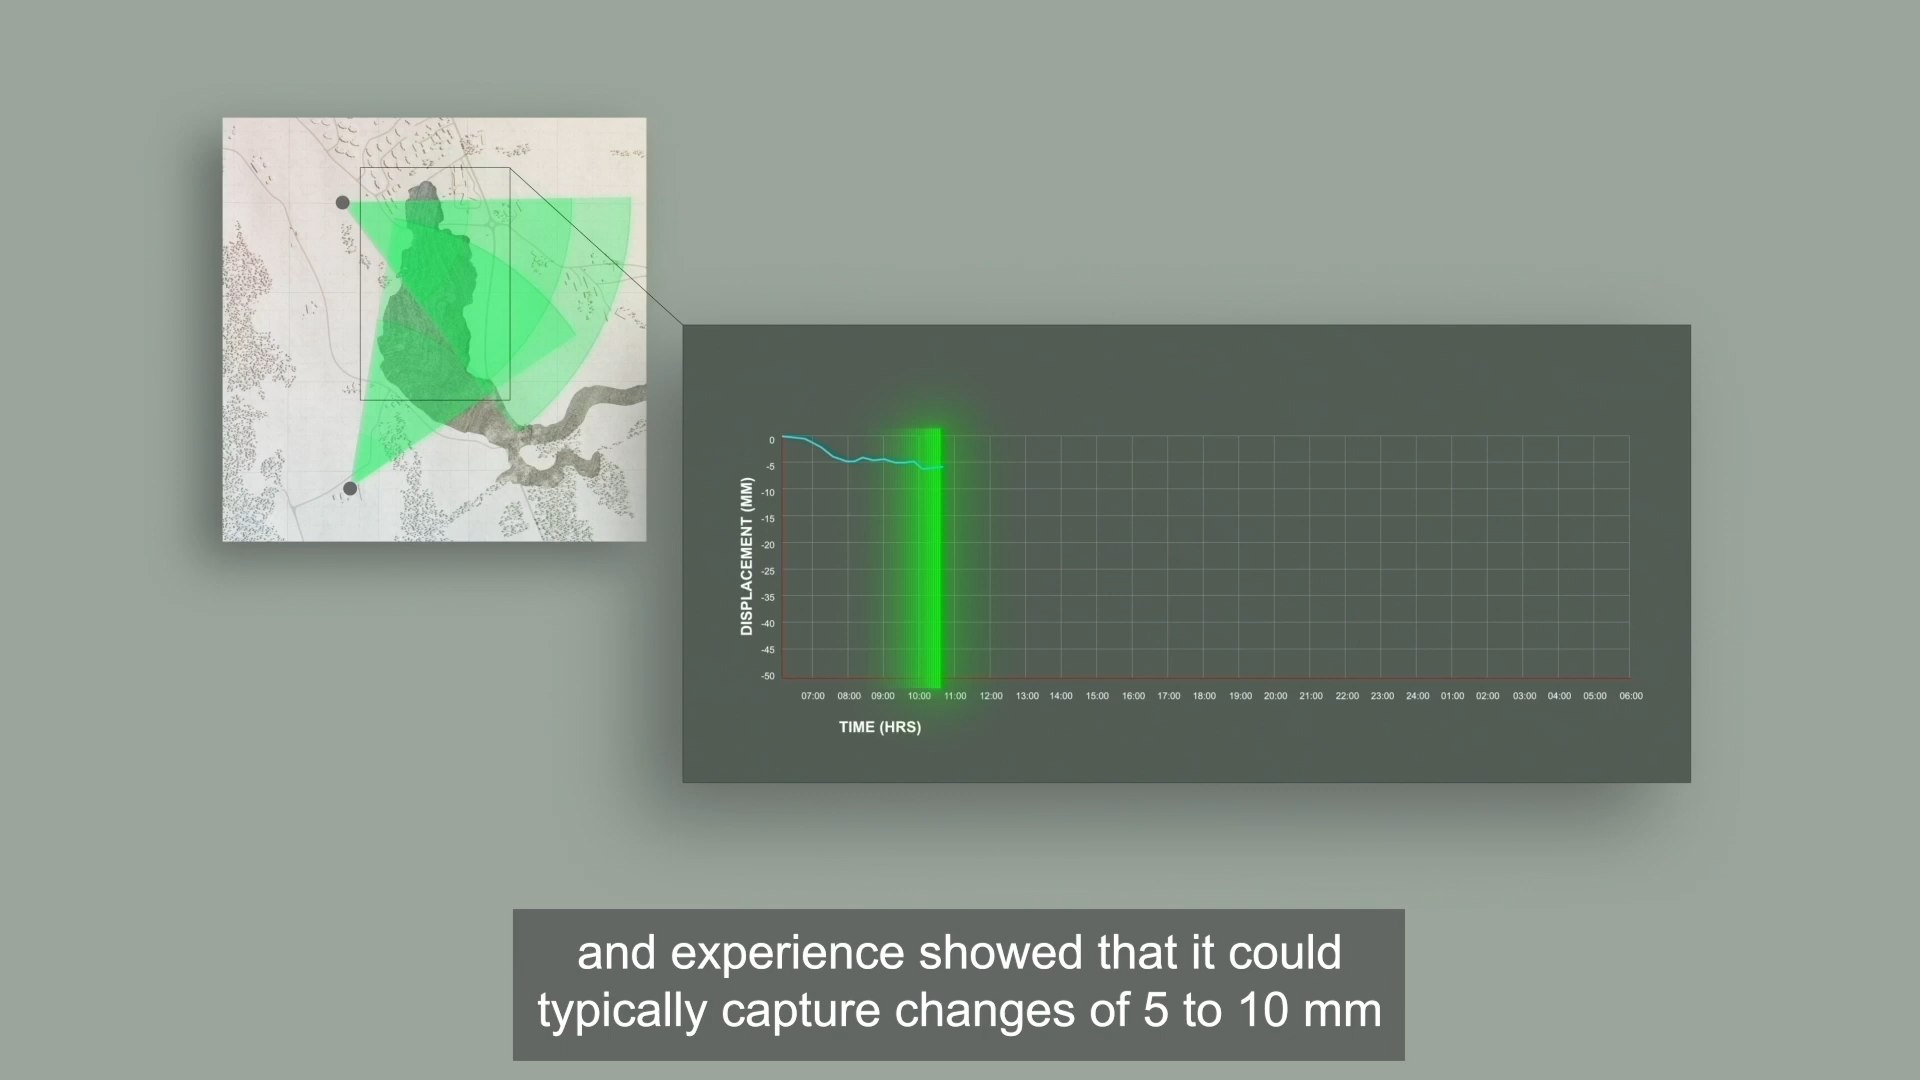 0
-5
-10
-15
-20
-25
-35
-40
-45
-50
DISPLACEMENT (MM)
07:00 08:00 09:00 10:00 11:00 12:00 13:00 14:00 15:00 16:00 17:00 18:00 19:00 20:00 21:00 22:00 23:00 24:00 01:00 02:00 03:00 04:00 05:00 06:00
TIME (HRS)
and experience showed that it could
typically capture changes of 5 to 10 mm